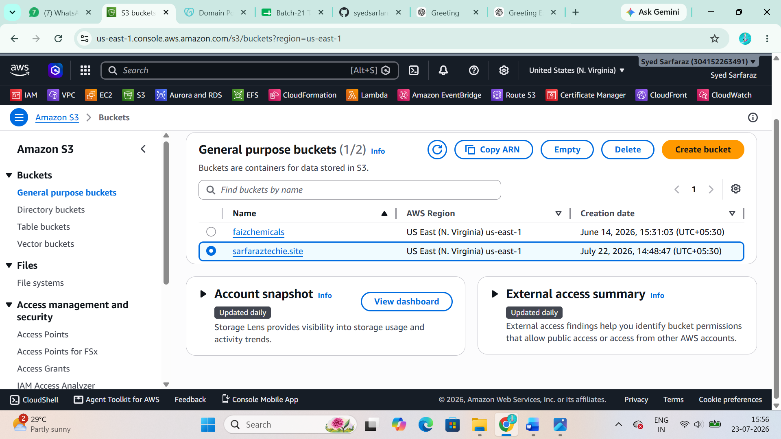 (7) WhatsA
S3 bucket
Domain P
Batch-21 T
syedsarfar
Greeting
Greeting D
Ask Gemini
us-east-1.console.aws.amazon.com/s3/buckets?region=us-east-1
aws
Search
[Alt+S]
United States (N. Virginia)
Syed Sarfaraz (304152263491)
Syed Sarfaraz
IAM
VPC
EC2
S3
Aurora and RDS
EFS
CloudFormation
Lambda
Amazon EventBridge
Route 53
Certificate Manager
CloudFront
CloudWatch
Amazon S3
Buckets
Amazon S3
Buckets
General purpose buckets
Directory buckets
Table buckets
Vector buckets
Files
File systems
Access management and
security
Access Points
Access Points for FSx
Access Grants
IAM Access Analyzer
General purpose buckets (1/2) Info
Copy ARN
Empty
Delete
Create bucket
Buckets are containers for data stored in S3.
Find buckets by name
1
Name
AWS Region
Creation date
faizchemicals
US East (N. Virginia) us-east-1
June 14, 2026, 15:31:03 (UTC+05:30)
sarfaraztechie.site
US East (N. Virginia) us-east-1
July 22, 2026, 14:48:47 (UTC+05:30)
Account snapshot Info
View dashboard
Updated daily
Storage Lens provides visibility into storage usage and
activity trends.
External access summary Info
Updated daily
External access findings help you identify bucket permissions
that allow public access or access from other AWS accounts.
CloudShell
Agent Toolkit for AWS
Feedback
Console Mobile App
© 2026, Amazon Web Services, Inc. or its affiliates.
Privacy
Terms
Cookie preferences
2
29°C
Partly sunny
Search
1
ENG
IN
15:56
23-07-2026